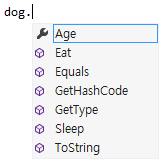 dog.
Age
Eat
Equals
GetHashCode
GetType
Sleep
ToString